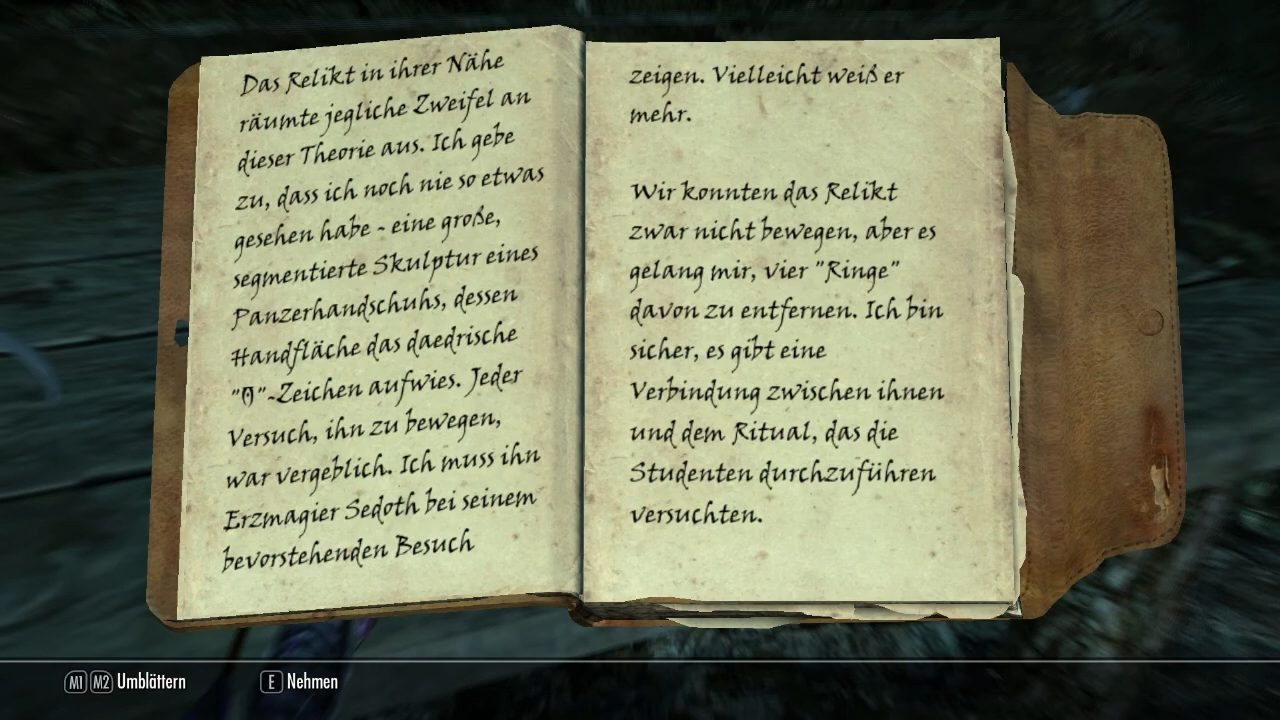 Das Relikt in ihrer Nähe
räumte jegliche Zweifel an
dieser Theorie aus. Ich gebe
zu, dass ich noch nie so etwas
gesehen habe - eine große,
segmentierte Skulptur eines
Panzerhandschuhs, dessen
Handfläche das daedrische
""-Zeichen aufwies. Jeder
Versuch, ihn zu bewegen,
war vergeblich. Ich muss ihn
Erzmagier Sedoth bei seinem
bevorstehenden Besuch
zeigen. Vielleicht weiß er
mehr.
Wir konnten das Relikt
zwar nicht bewegen, aber es
gelang mir, vier "Ringe"
davon zu entfernen. Ich bin
sicher, es gibt eine
Verbindung zwischen ihnen
und dem Ritual, das die
Studenten durchzuführen
versuchten.
M1 M2 Umblättern
E Nehmen